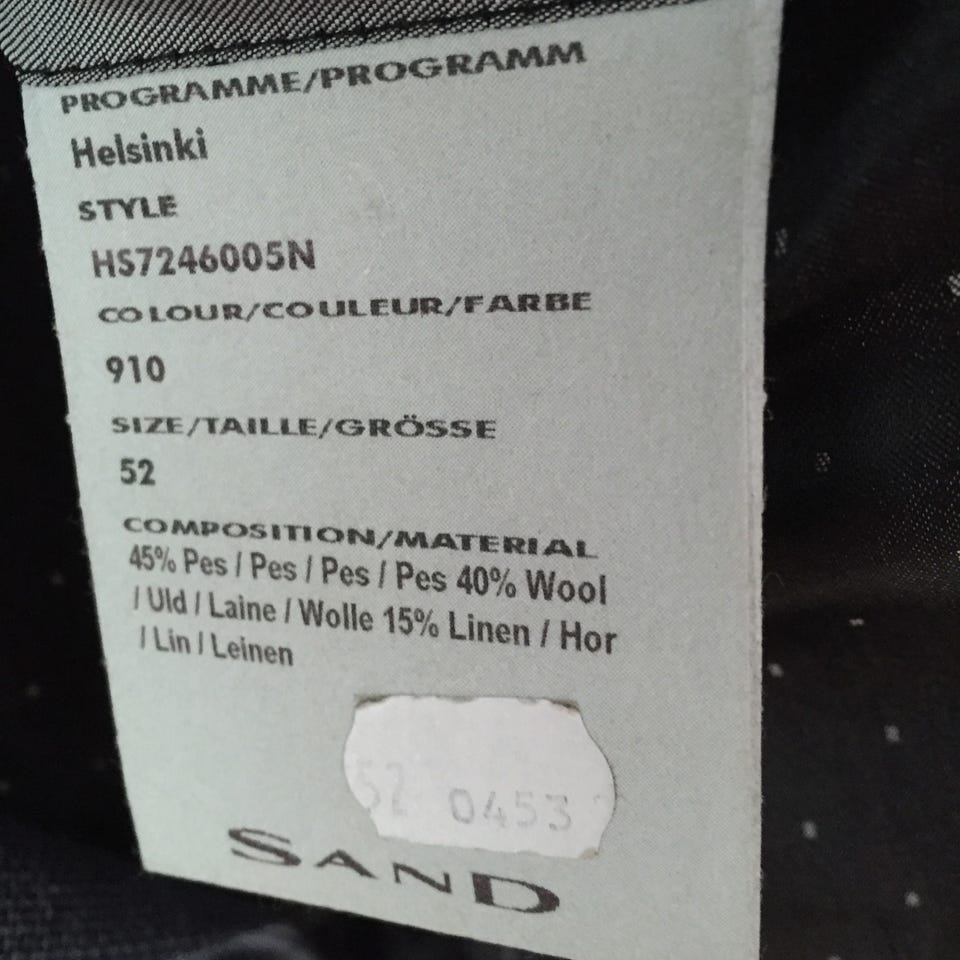 PROGRAMME/PROGRAMM
Helsinki
STYLE
HS7246005N
COLOUR/COULEUR/FARBE
910
SIZE/TAILLE/GRÖSSE
52
COMPOSITION/MATERIAL
45% Pes / Pes / Pes / Pes 40% Wool
/ Uld / Laine / Wolle 15% Linen / Hor
/ Lin / Leinen
52 0453
SAND